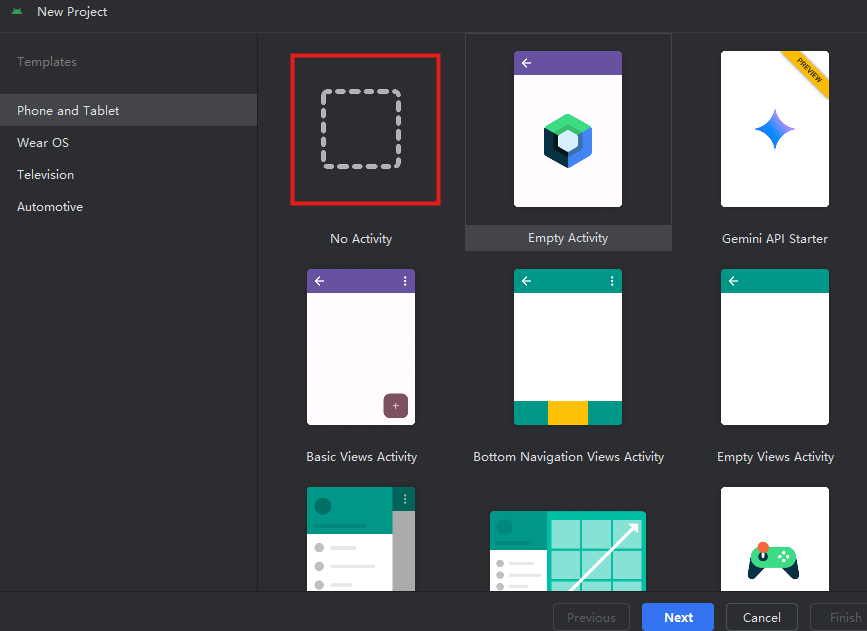 New Project
Templates
Phone and Tablet
Wear OS
Television
Automotive
PREVIEW
No Activity
Empty Activity
Gemini API Starter
Basic Views Activity
Bottom Navigation Views Activity
Empty Views Activity
Previous
Next
Cancel
Finish